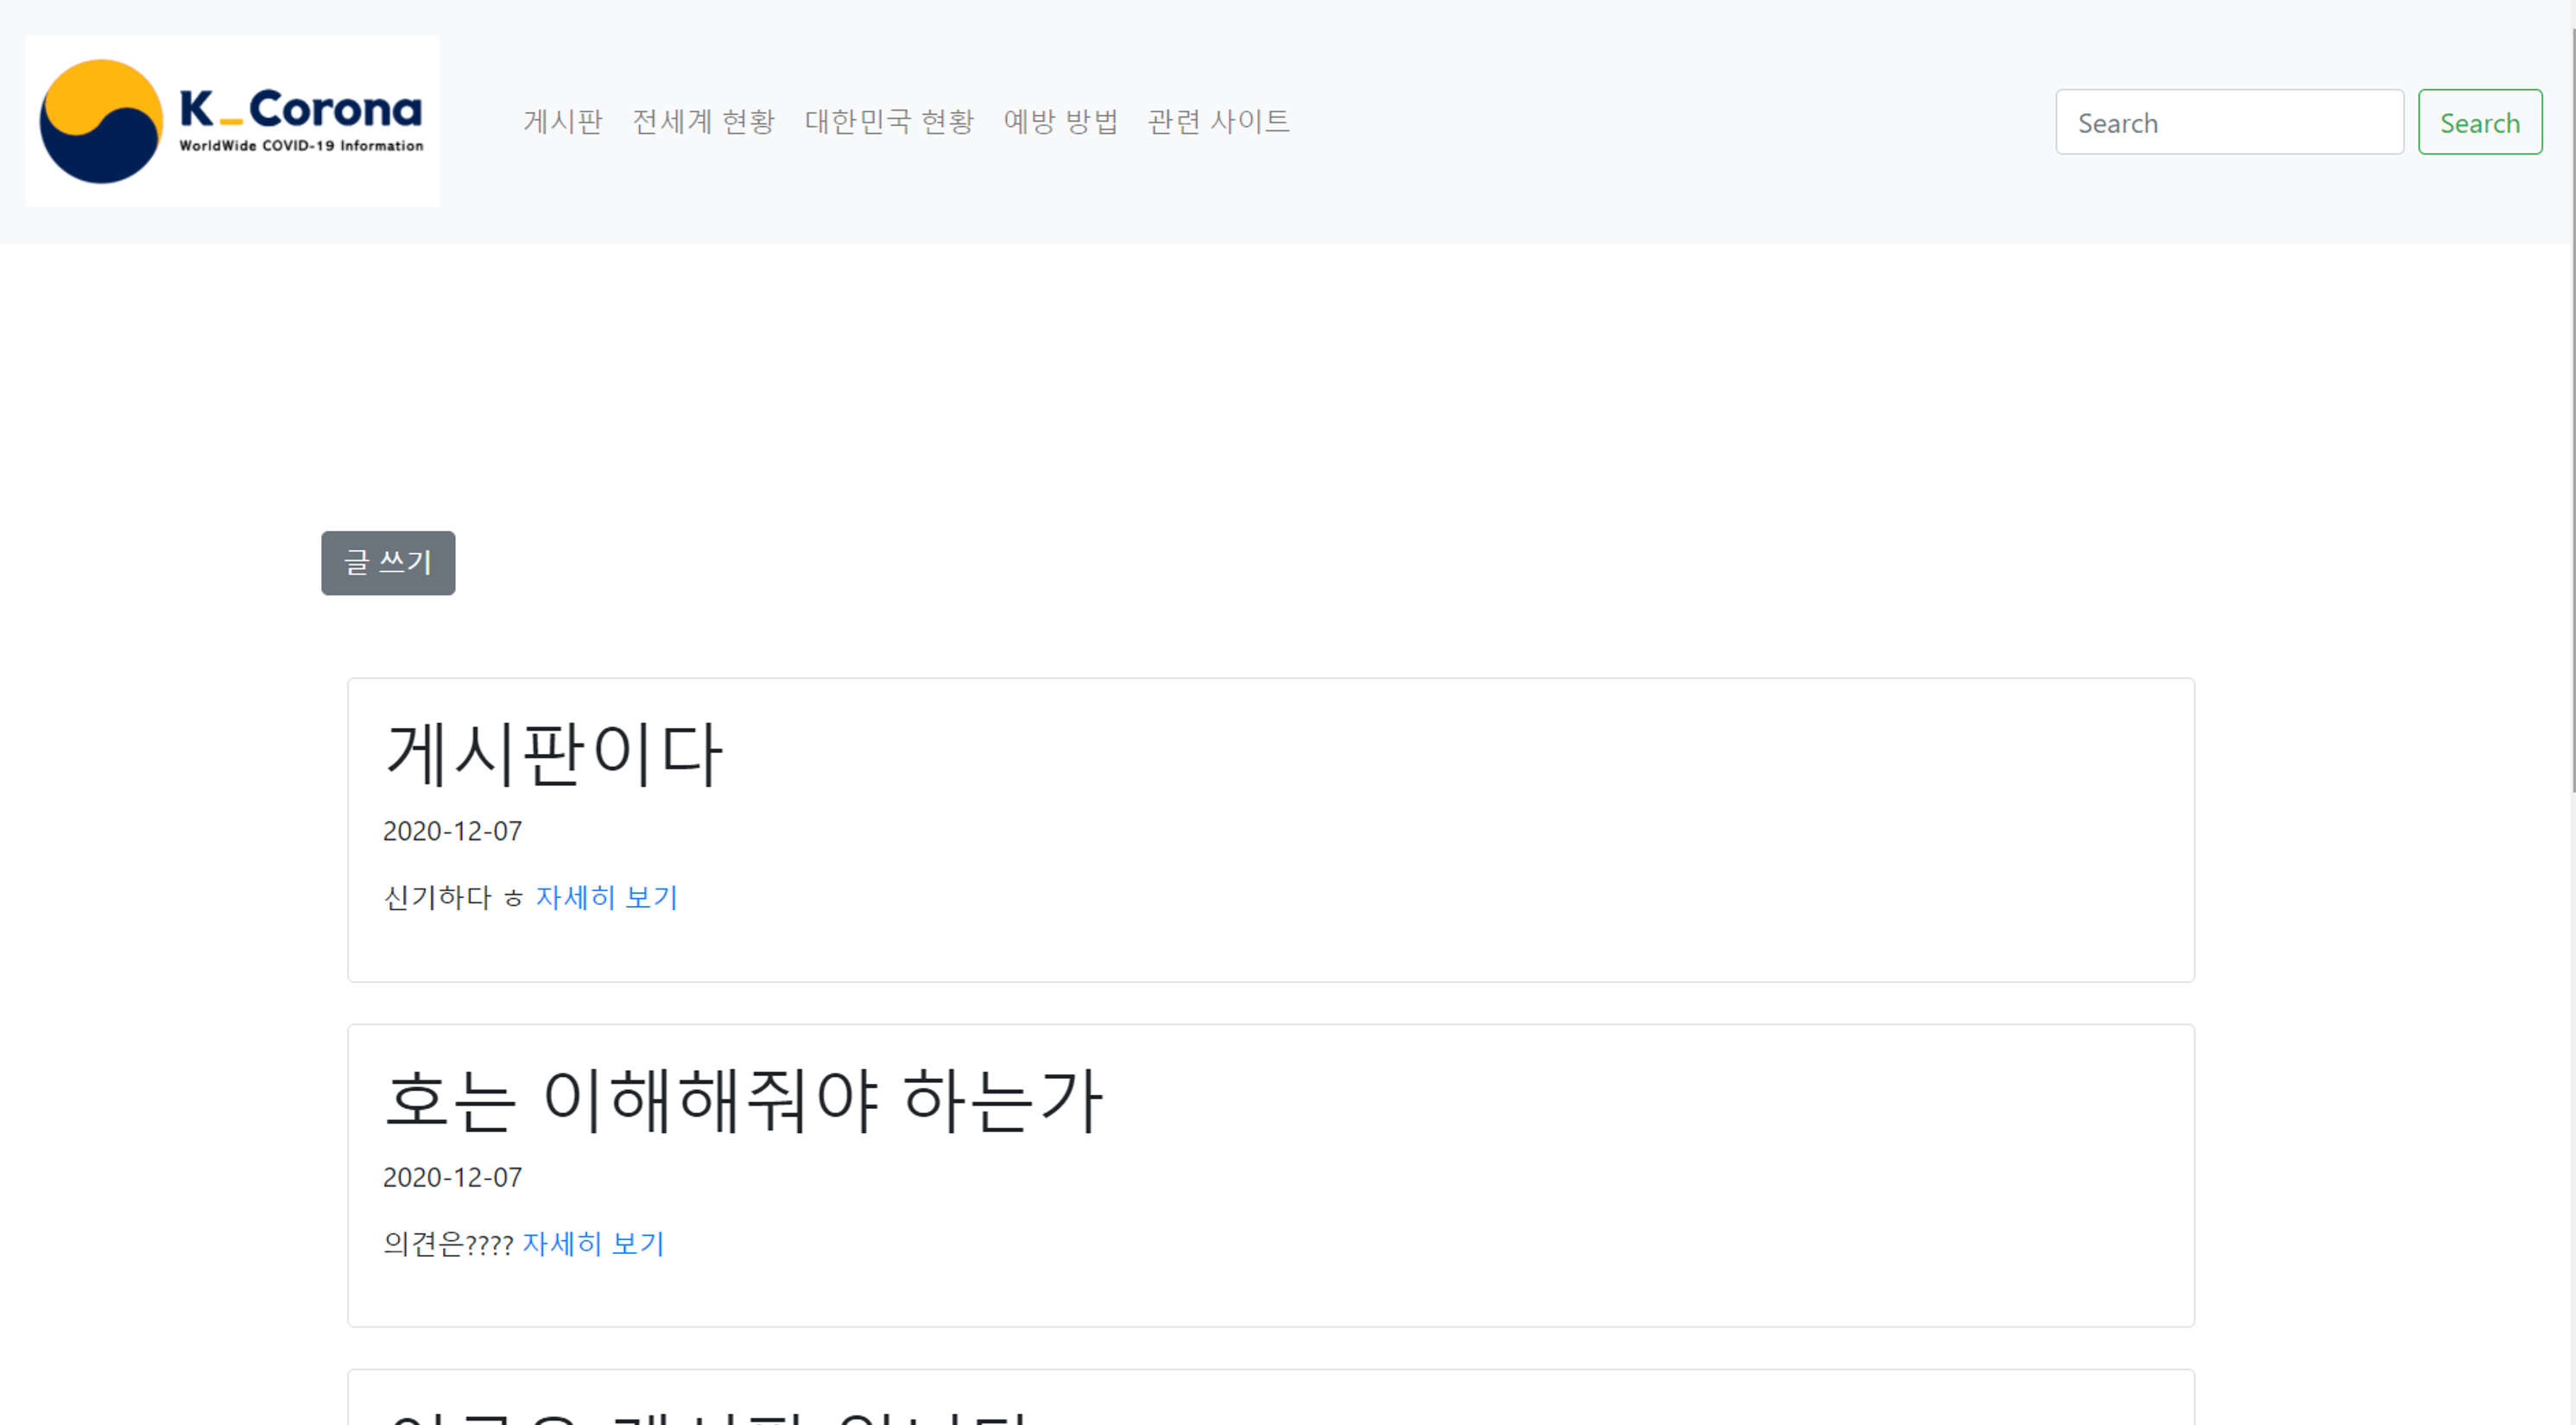 K_Corona
WorldWide COVID-19 Information
게시판 전세계 현황 대한민국 현황 예방 방법 관련 사이트
Search Search
글 쓰기
게시판이다
2020-12-07
신기하다 ㅎ 자세히 보기
호는 이해해줘야 하는가
2020-12-07
의견은???? 자세히 보기